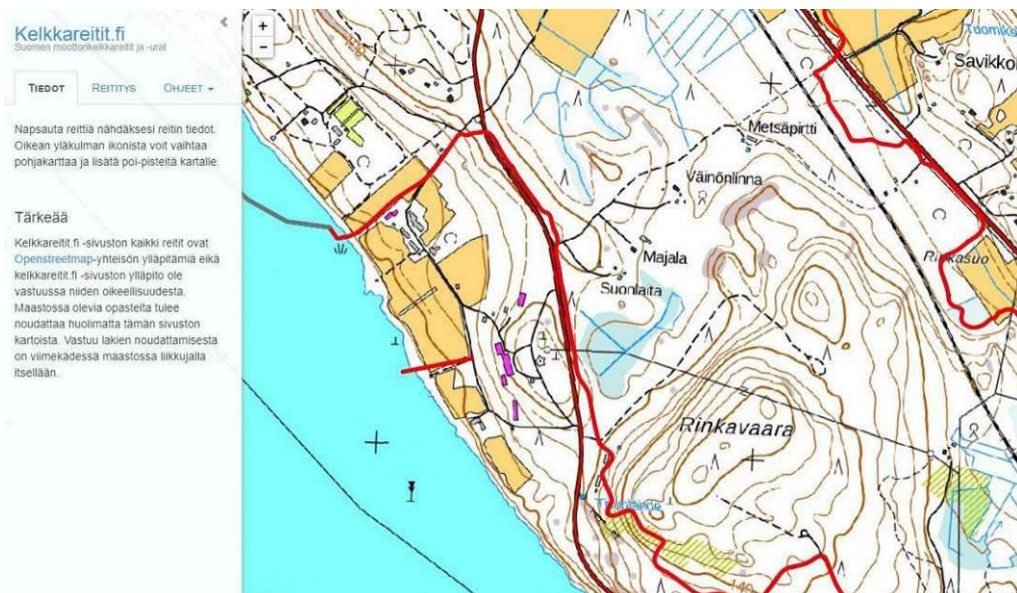 Kelkkareitit.fi
Suomen moottorikelkkareitit ja -urat
TIEDOT
REITITYS
OHJEET
Napsauta reittiä nähdäksesi reitin tiedot.
Oikean yläkulman ikonista voit vaihtaa
pohjakarttaa ja lisätä poi-pisteitä kartalle.
Tärkeää
Kelkkareitit.fi -sivuston kaikki reitit ovat
Openstreetmap-yhteisön ylläpitämiä eikä
kelkkareitit.fi -sivuston ylläpito ole
vastuussa niiden oikeellisuudesta.
Maastossa olevia opasteita tulee
noudattaa huolimatta tämän sivuston
kartoista. Vastuu lakien noudattamisesta
on viimekädessä maastossa liikkujalla
itsellään.
+
−
Savikko
Metsäpirtti
Väinönlinna
Majala
Suonlaita
Rinkasuo
Rinkavaara